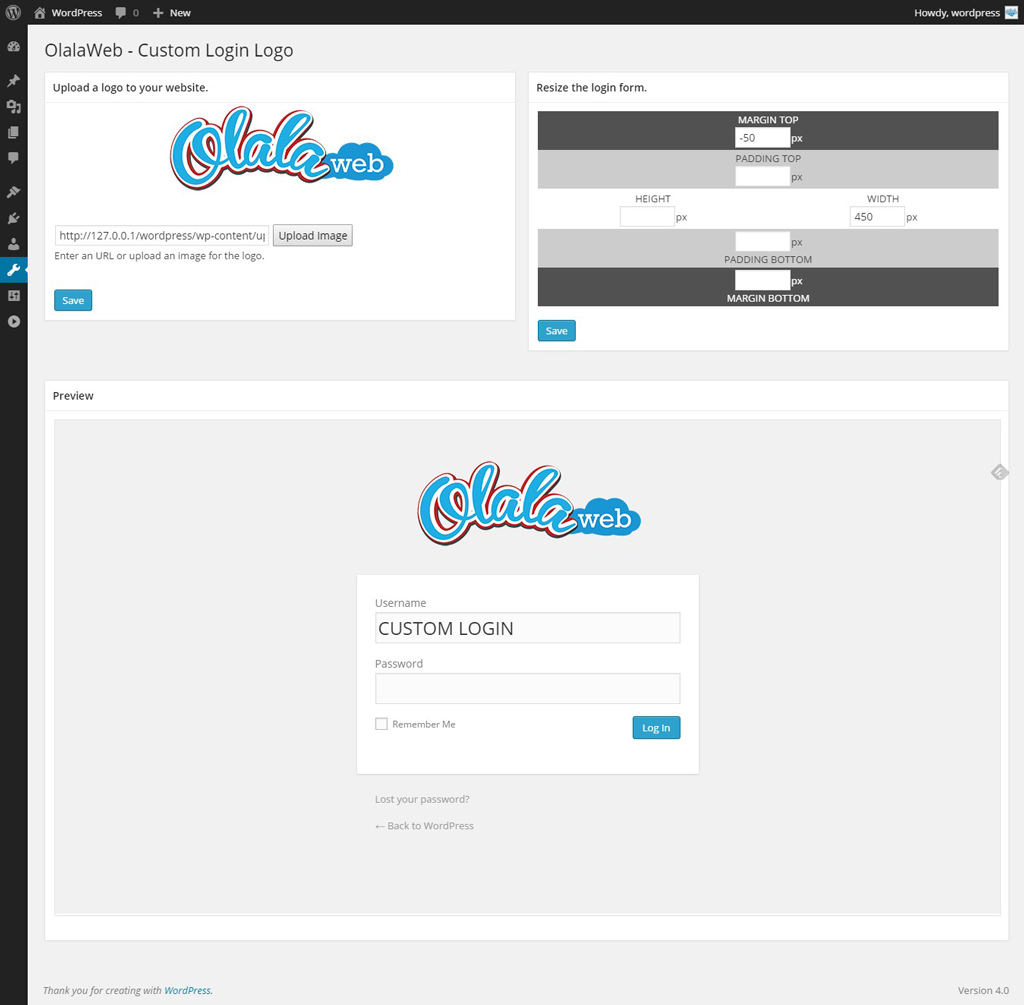 WordPress 0 New Howdy, wordpress
OlalaWeb - Custom Login Logo
Upload a logo to your website.
Olala web
http://127.0.0.1/wordpress/wp-content/up Upload Image
Enter an URL or upload an image for the logo.
Save
Resize the login form.
MARGIN TOP
-50 px
PADDING TOP
px
HEIGHT WIDTH
px 450 px
px
PADDING BOTTOM
px
MARGIN BOTTOM
Save
Preview
Olala web
Username
CUSTOM LOGIN
Password
Remember Me Log In
Lost your password?
← Back to WordPress
Thank you for creating with WordPress. Version 4.0